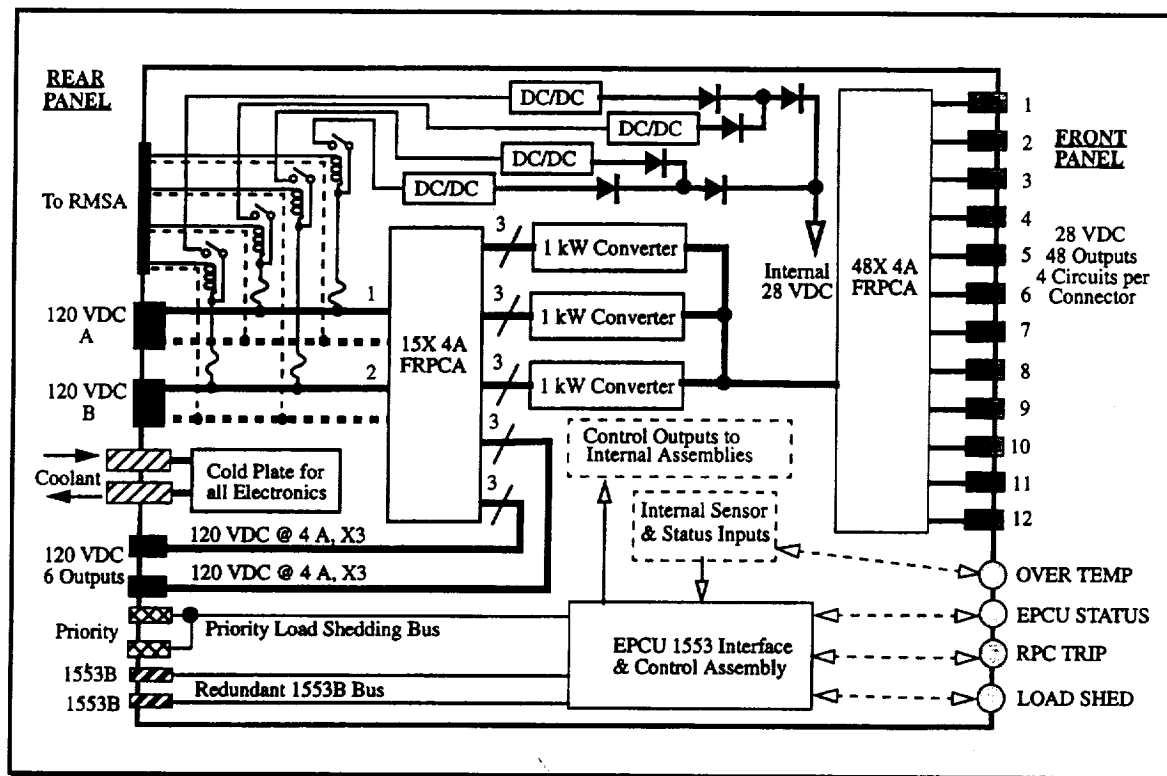 REAR
PANEL
DC/DC
DC/DC
DC/DC
DC/DC
To RMSA
120 VDC
A
120 VDC
B
1
2
15X 4A
FRPCA
3
3
3
3
3
1 kW Converter
1 kW Converter
1 kW Converter
Internal
28 VDC
48X 4A
FRPCA
1
2
3
4
5
6
7
8
9
10
11
12
FRONT
PANEL
28 VDC
48 Outputs
4 Circuits per
Connector
Coolant
Cold Plate for
all Electronics
Control Outputs to
Internal Assemblies
Internal Sensor
& Status Inputs
120 VDC
6 Outputs
120 VDC @ 4 A, X3
120 VDC @ 4 A, X3
Priority
Priority Load Shedding Bus
1553B
1553B
Redundant 1553B Bus
EPCU 1553 Interface
& Control Assembly
OVER TEMP
EPCU STATUS
RPC TRIP
LOAD SHED